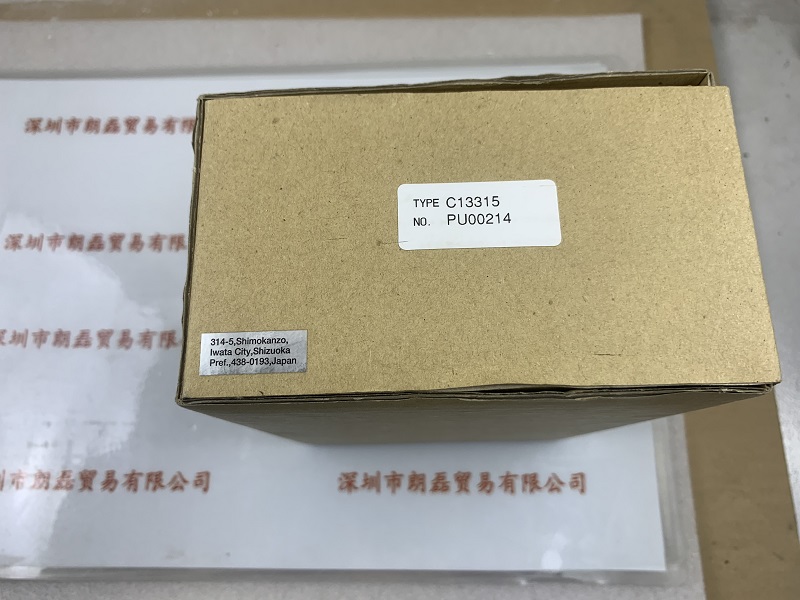 深圳市朗磊贸易有限
深圳市朗磊贸易有限公
TYPE C13315
NO. PU00214
314-5,Shimokanzo,
Iwata City,Shizuoka
Pref.,438-0193,Japan
圳市朗磊贸易有
圳市朗磊贸易有限公司
深圳市朗磊贸易有限公司